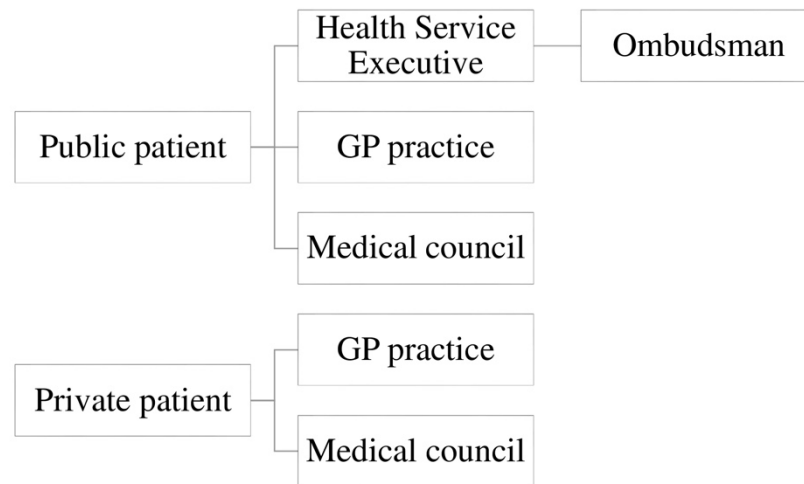 Health Service
Executive
Ombudsman
Public patient
GP practice
Medical council
GP practice
Private patient
Medical council